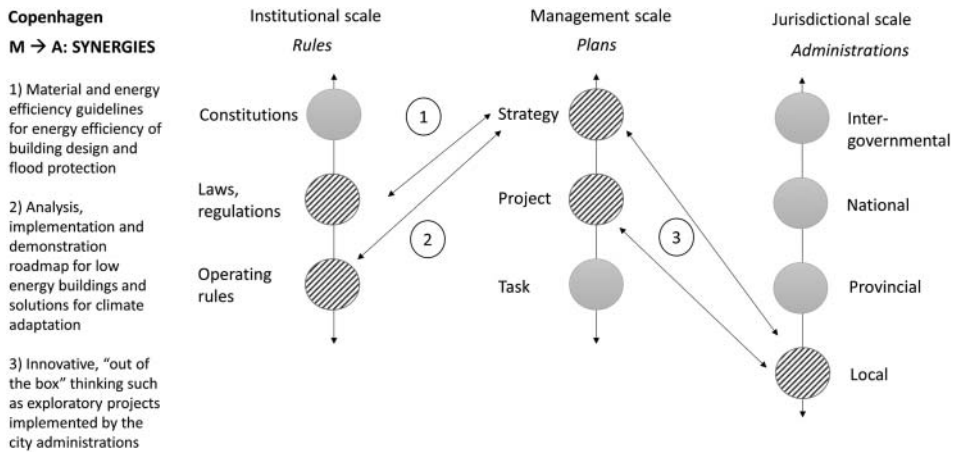 Copenhagen
M → A: SYNERGIES
1) Material and energy
efficiency guidelines
for energy efficiency of
building design and
flood protection
2) Analysis,
implementation and
demonstration
roadmap for low
energy buildings and
solutions for climate
adaptation
3) Innovative, “out of
the box” thinking such
as exploratory projects
implemented by the
city administrations
Institutional scale
Rules
Constitutions
Laws,
regulations
Operating
rules
1
2
Management scale
Plans
Strategy
Project
Task
3
Jurisdictional scale
Administrations
Inter-
governmental
National
Provincial
Local